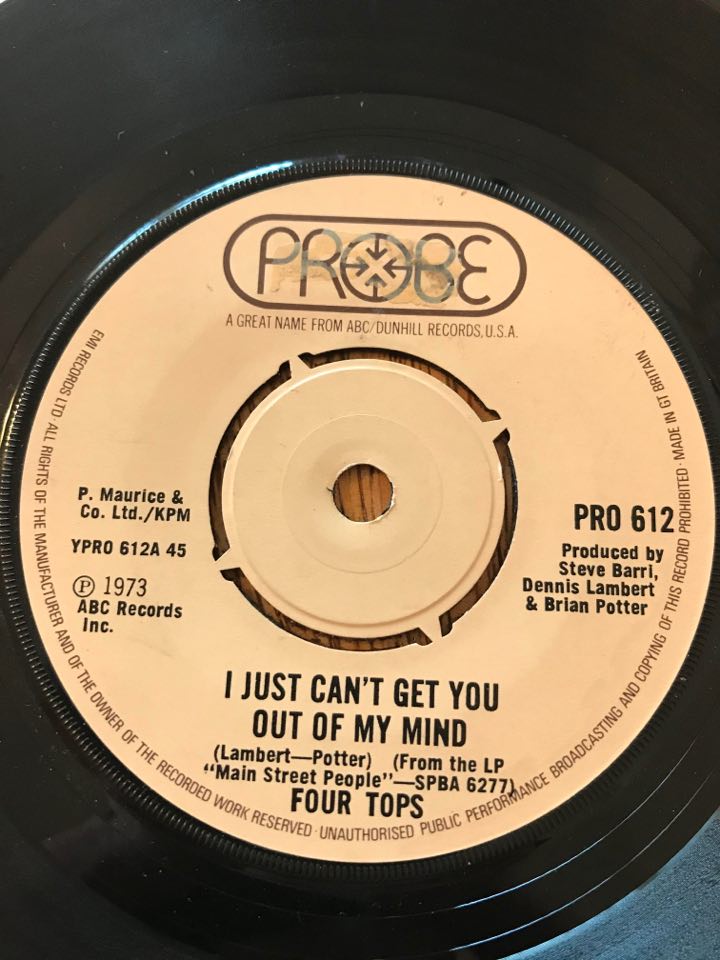 PROBE
A GREAT NAME FROM ABC/DUNHILL RECORDS, U.S.A.
P. Maurice &
Co. Ltd./KPM
YPRO 612A 45
Ⓟ 1973
ABC Records
Inc.
PRO 612
Produced by
Steve Barri,
Dennis Lambert
& Brian Potter
I JUST CAN'T GET YOU
OUT OF MY MIND
(Lambert—Potter) (From the LP
"Main Street People"—SPBA 6277)
FOUR TOPS
EMI RECORDS LTD · ALL RIGHTS OF THE MANUFACTURER AND OF THE OWNER OF THE RECORDED WORK RESERVED · UNAUTHORISED PUBLIC PERFORMANCE BROADCASTING AND COPYING OF THIS RECORD PROHIBITED · MADE IN GT BRITAIN